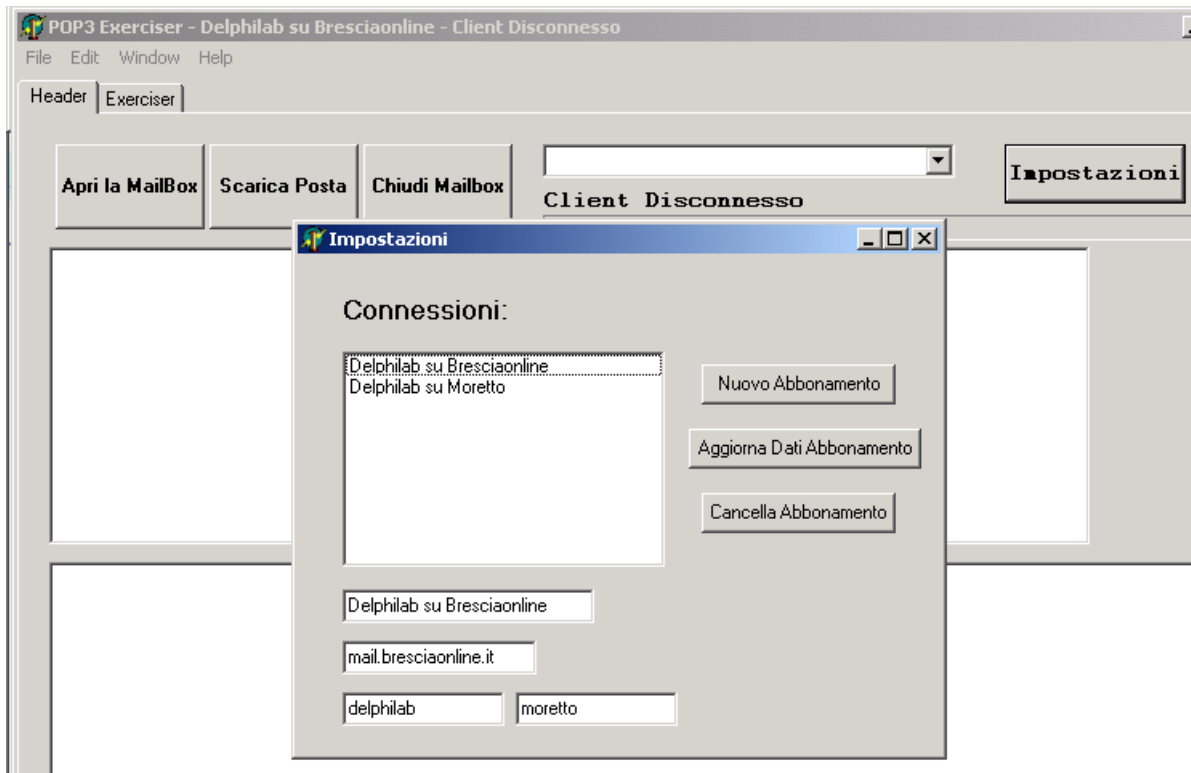 POP3 Exerciser - Delphilab su Bresciaonline - Client Disconnesso
File Edit Window Help
Header Exerciser
Apri la MailBox Scarica Posta Chiudi Mailbox Impostazioni
Client Disconnesso
Impostazioni
Connessioni:
Delphilab su Bresciaonline
Delphilab su Moretto
Nuovo Abbonamento
Aggiorna Dati Abbonamento
Cancella Abbonamento
Delphilab su Bresciaonline
mail.bresciaonline.it
delphilab moretto